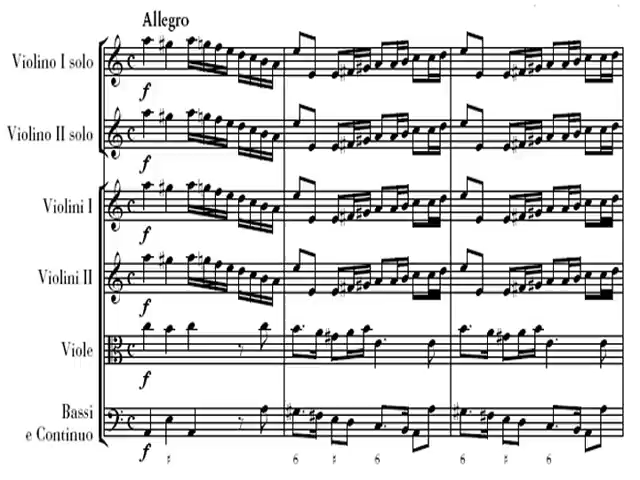 Allegro
Violino I solo
f
Violino II solo
f
Violini I
f
Violini II
f
Viole
f
Bassi
e Continuo
f
♯ 6 ♯ 6 6 ♯ 6